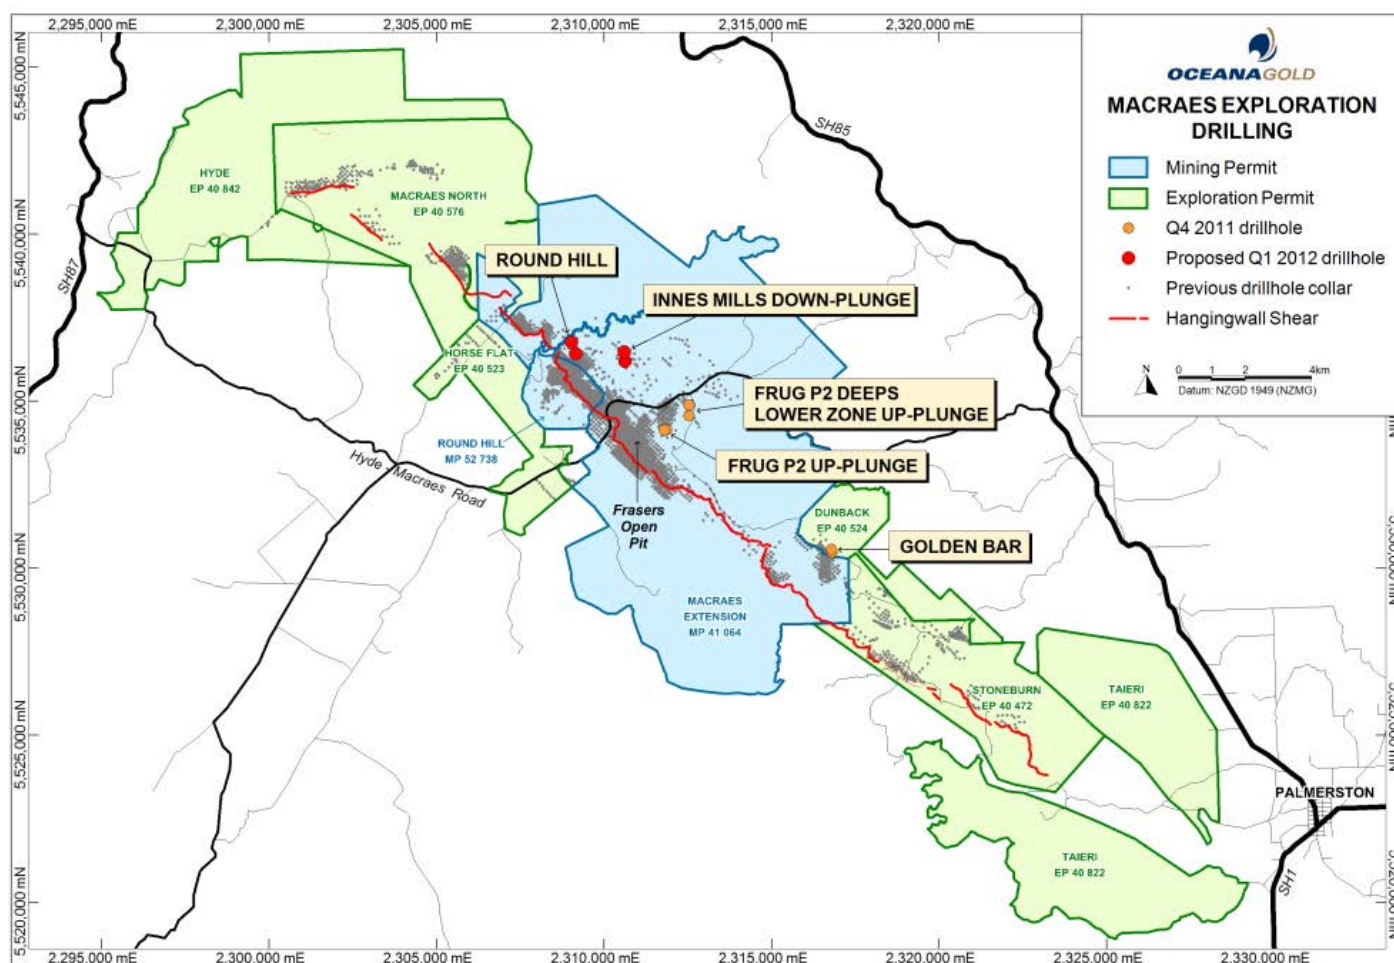 2,295,000 mE
2,300,000 mE
2,305,000 mE
2,310,000 mE
2,315,000 mE
2,320,000 mE
5,545,000 mN
5,540,000 mN
5,535,000 mN
5,530,000 mN
5,525,000 mN
5,520,000 mN
OCEANAGOLD
MACRAES EXPLORATION
DRILLING
Mining Permit
Exploration Permit
Q4 2011 drillhole
Proposed Q1 2012 drillhole
Previous drillhole collar
Hangingwall Shear
N
0 1 2 4km
Datum: NZGD 1949 (NZMG)
SH85
SH87
HYDE
EP 40 842
MACRAES NORTH
EP 40 576
ROUND HILL
INNES MILLS DOWN-PLUNGE
HORSE FLAT
EP 40 523
FRUG P2 DEEPS
LOWER ZONE UP-PLUNGE
ROUND HILL
MP 52 738
FRUG P2 UP-PLUNGE
Hyde - Macraes Road
Frasers
Open
Pit
DUNBACK
EP 40 524
GOLDEN BAR
MACRAES
EXTENSION
MP 41 064
STONEBURN
EP 40 472
TAIERI
EP 40 822
PALMERSTON
TAIERI
EP 40 822
SH1
2,295,000 mE
2,300,000 mE
2,305,000 mE
2,310,000 mE
2,315,000 mE
2,320,000 mE
2,325,000 mE
2,330,000 mE